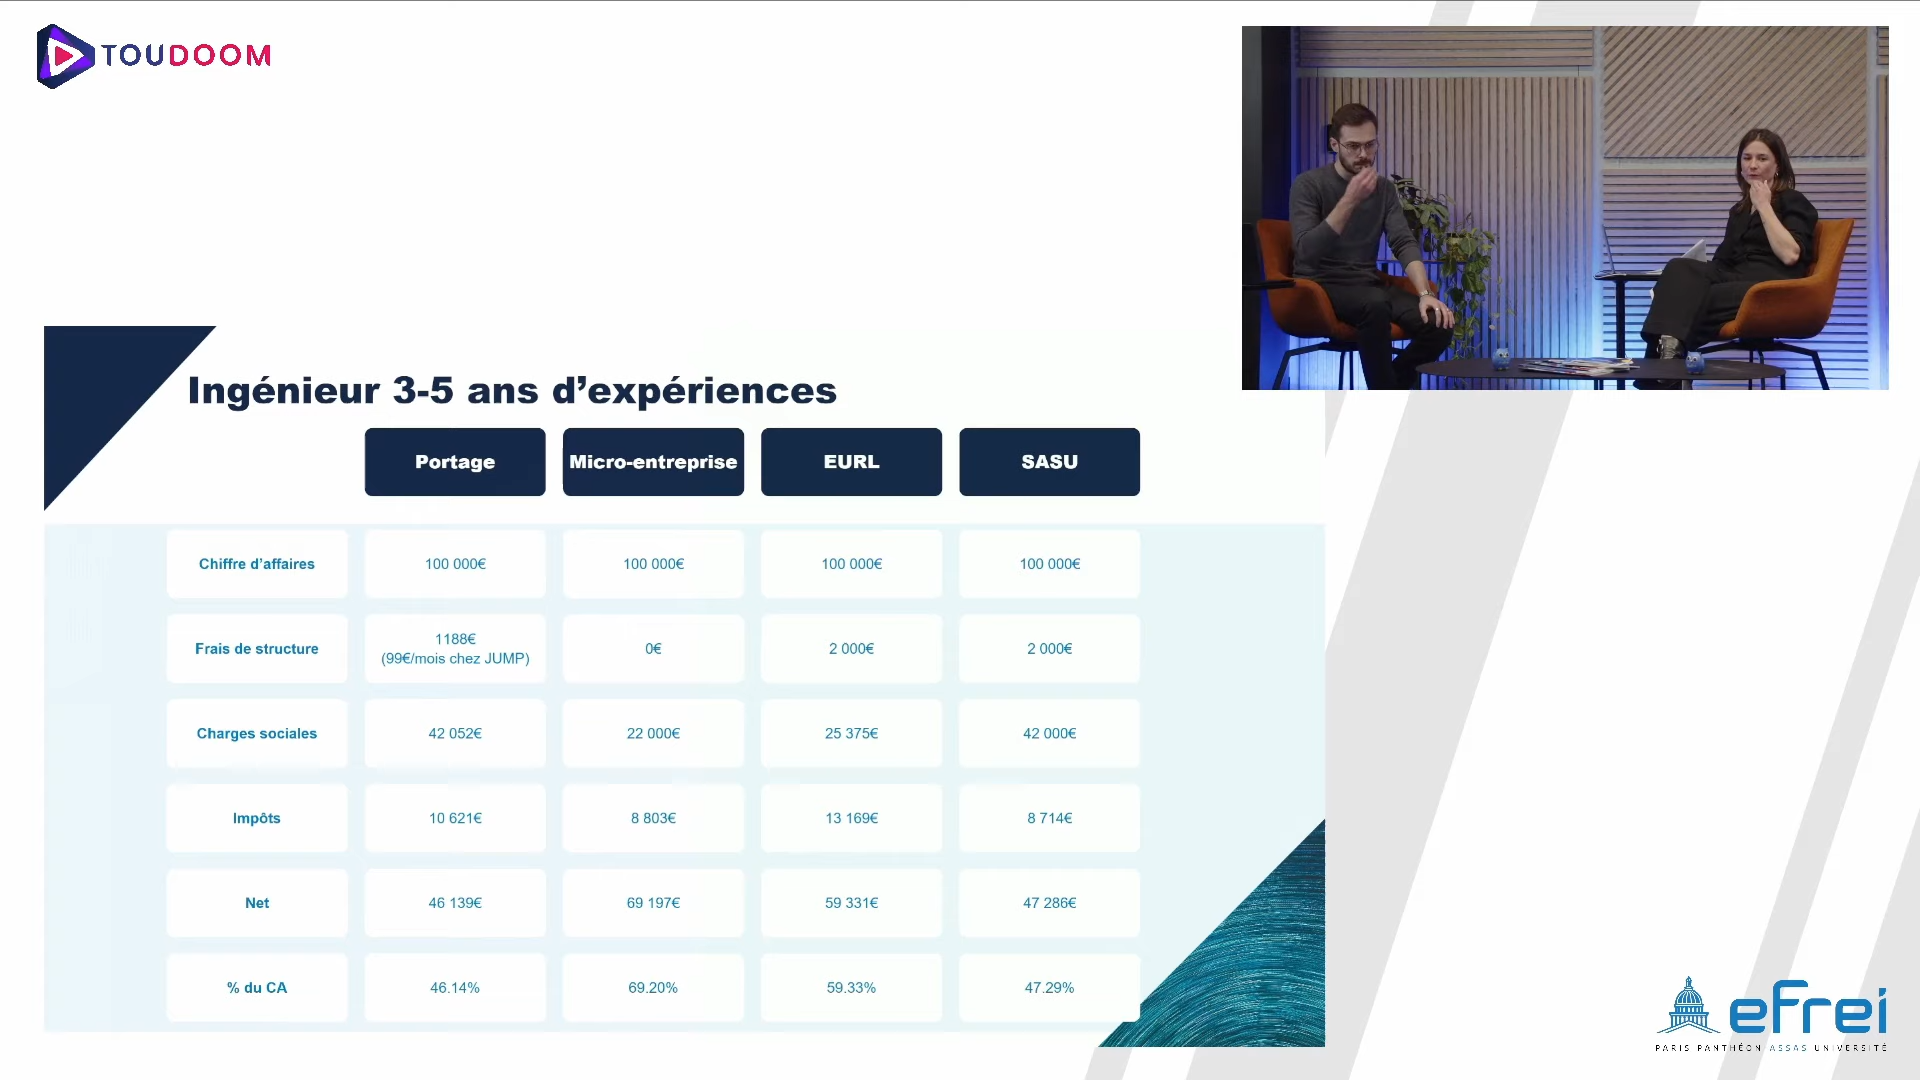 TOUDOOM
Ingénieur 3-5 ans d’expériences
Portage
Micro-entreprise
EURL
SASU
Chiffre d’affaires
100 000€
100 000€
100 000€
100 000€
Frais de structure
1188€
(99€/mois chez JUMP)
0€
2 000€
2 000€
Charges sociales
42 052€
22 000€
25 375€
42 000€
Impôts
10 621€
8 803€
13 169€
8 714€
Net
46 139€
69 197€
59 331€
47 286€
% du CA
46.14%
69.20%
59.33%
47.29%
efrei
PARIS PANTHÉON ASSAS UNIVERSITÉ